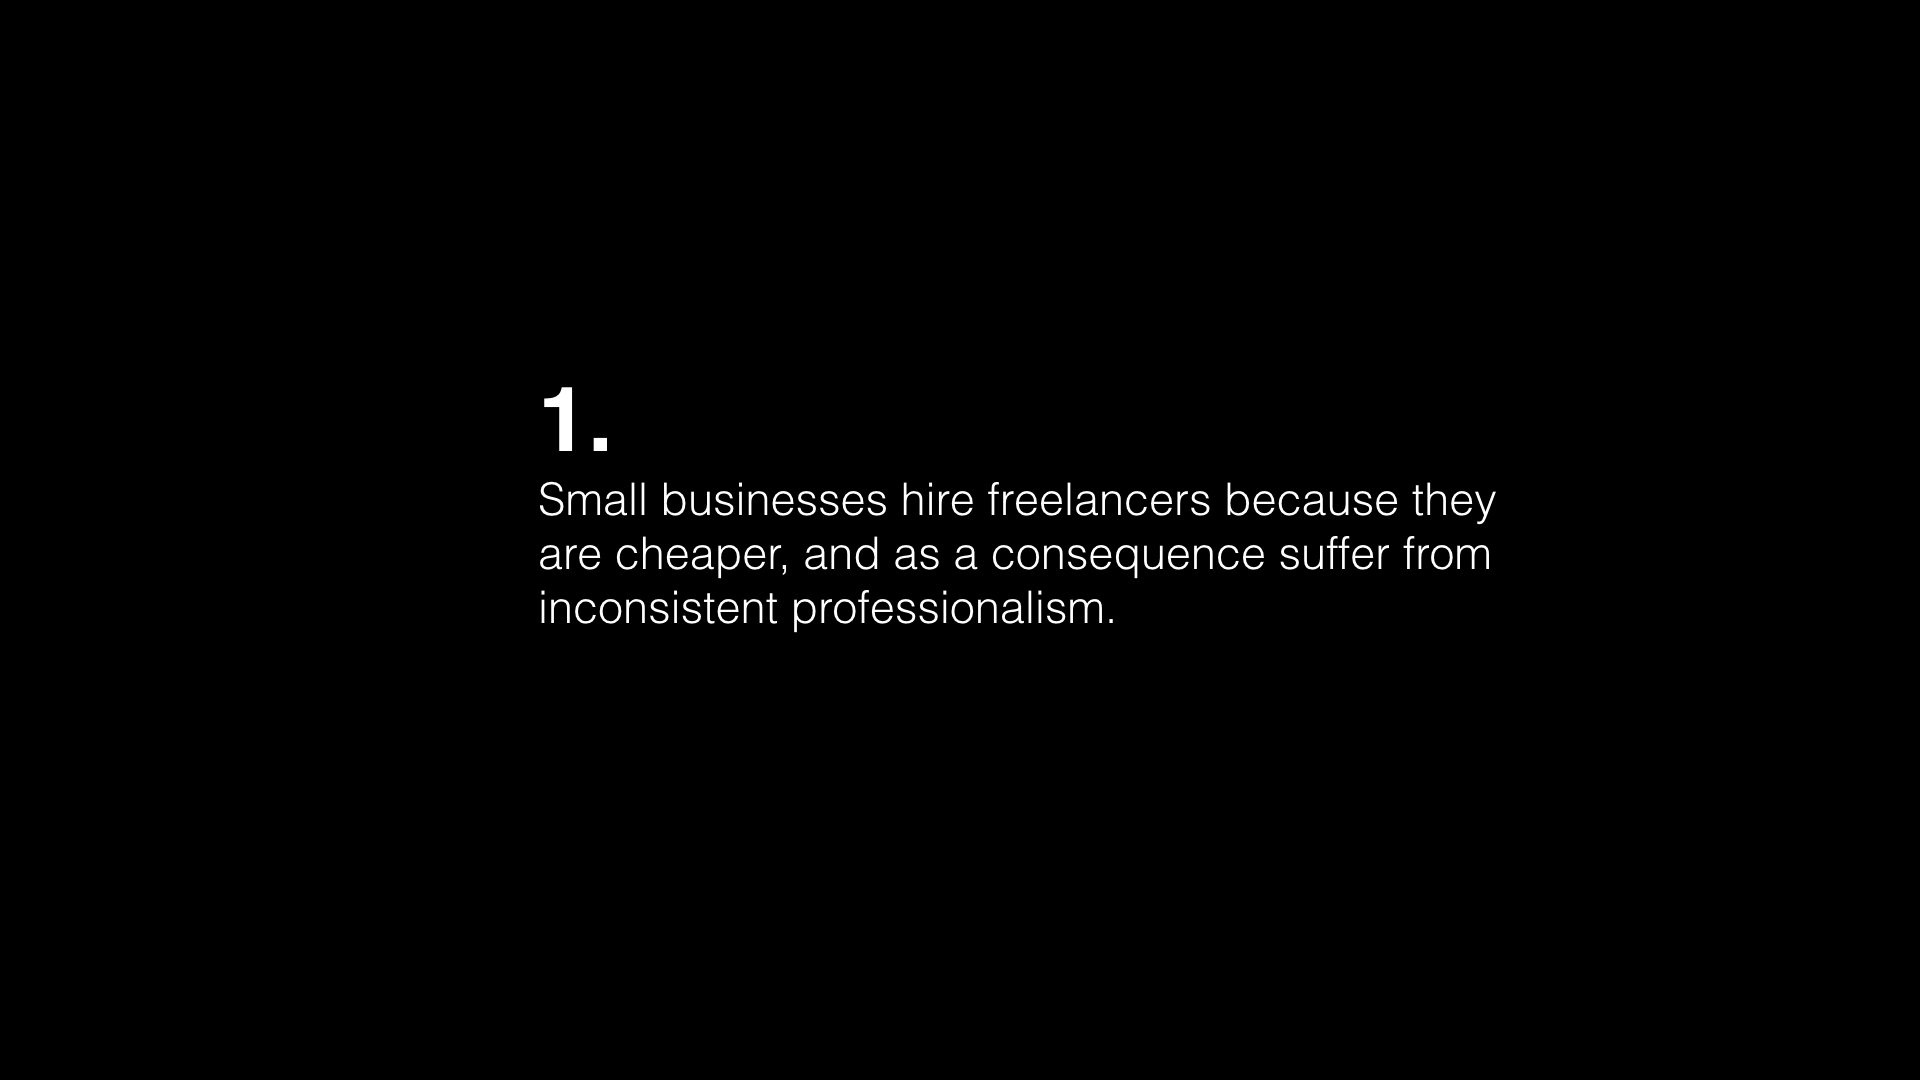 1.
Small businesses hire freelancers because they
are cheaper, and as a consequence suffer from
inconsistent professionalism.